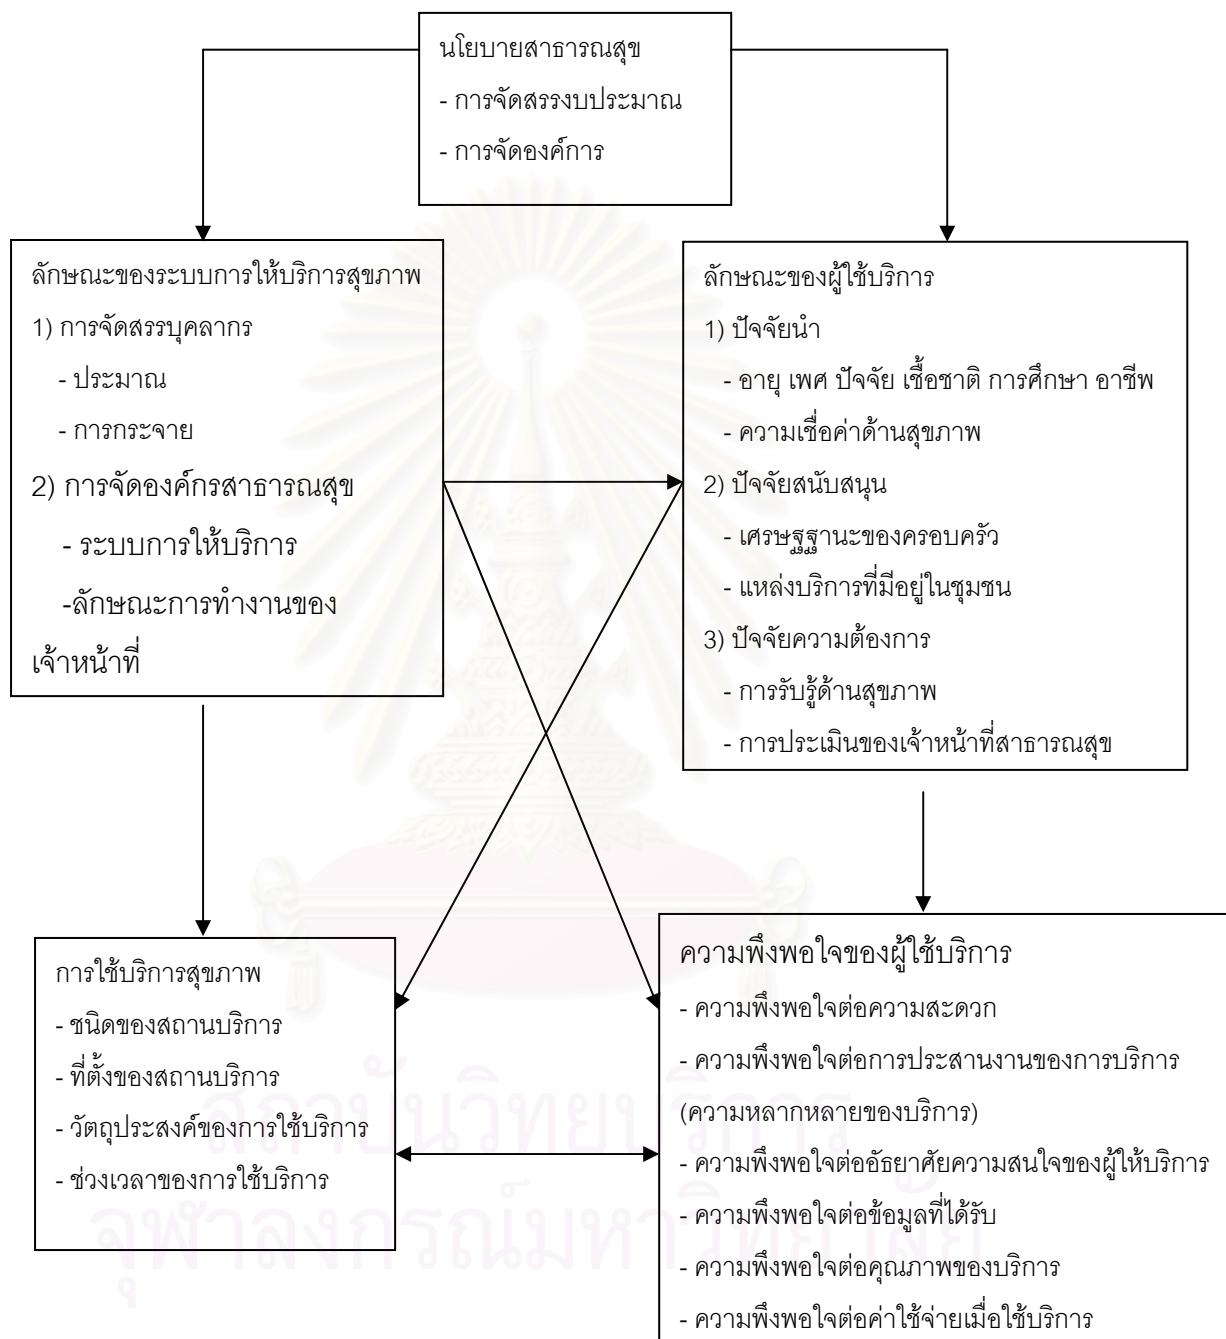 นโยบายสาธารณสุข
- การจัดสรรงบประมาณ
- การจัดองค์การ
ลักษณะของระบบการให้บริการสุขภาพ
1) การจัดสรรบุคลากร
- ประมาณ
- การกระจาย
2) การจัดองค์กรสาธารณสุข
- ระบบการให้บริการ
-ลักษณะการทำงานของ
เจ้าหน้าที่
ลักษณะของผู้ใช้บริการ
1) ปัจจัยนำ
- อายุ เพศ ปัจจัย เชื้อชาติ การศึกษา อาชีพ
- ความเชื่อค่าด้านสุขภาพ
2) ปัจจัยสนับสนุน
- เศรษฐฐานะของครอบครัว
- แหล่งบริการที่มีอยู่ในชุมชน
3) ปัจจัยความต้องการ
- การรับรู้ด้านสุขภาพ
- การประเมินของเจ้าหน้าที่สาธารณสุข
การใช้บริการสุขภาพ
- ชนิดของสถานบริการ
- ที่ตั้งของสถานบริการ
- วัตถุประสงค์ของการใช้บริการ
- ช่วงเวลาของการใช้บริการ
ความพึงพอใจของผู้ใช้บริการ
- ความพึงพอใจต่อความสะดวก
- ความพึงพอใจต่อการประสานงานของการบริการ
(ความหลากหลายของบริการ)
- ความพึงพอใจต่ออัธยาศัยความสนใจของผู้ให้บริการ
- ความพึงพอใจต่อข้อมูลที่ได้รับ
- ความพึงพอใจต่อคุณภาพของบริการ
- ความพึงพอใจต่อค่าใช้จ่ายเมื่อใช้บริการ
สถาบันวิทยบริการ
จุฬาลงกรณ์มหาวิทยาลัย